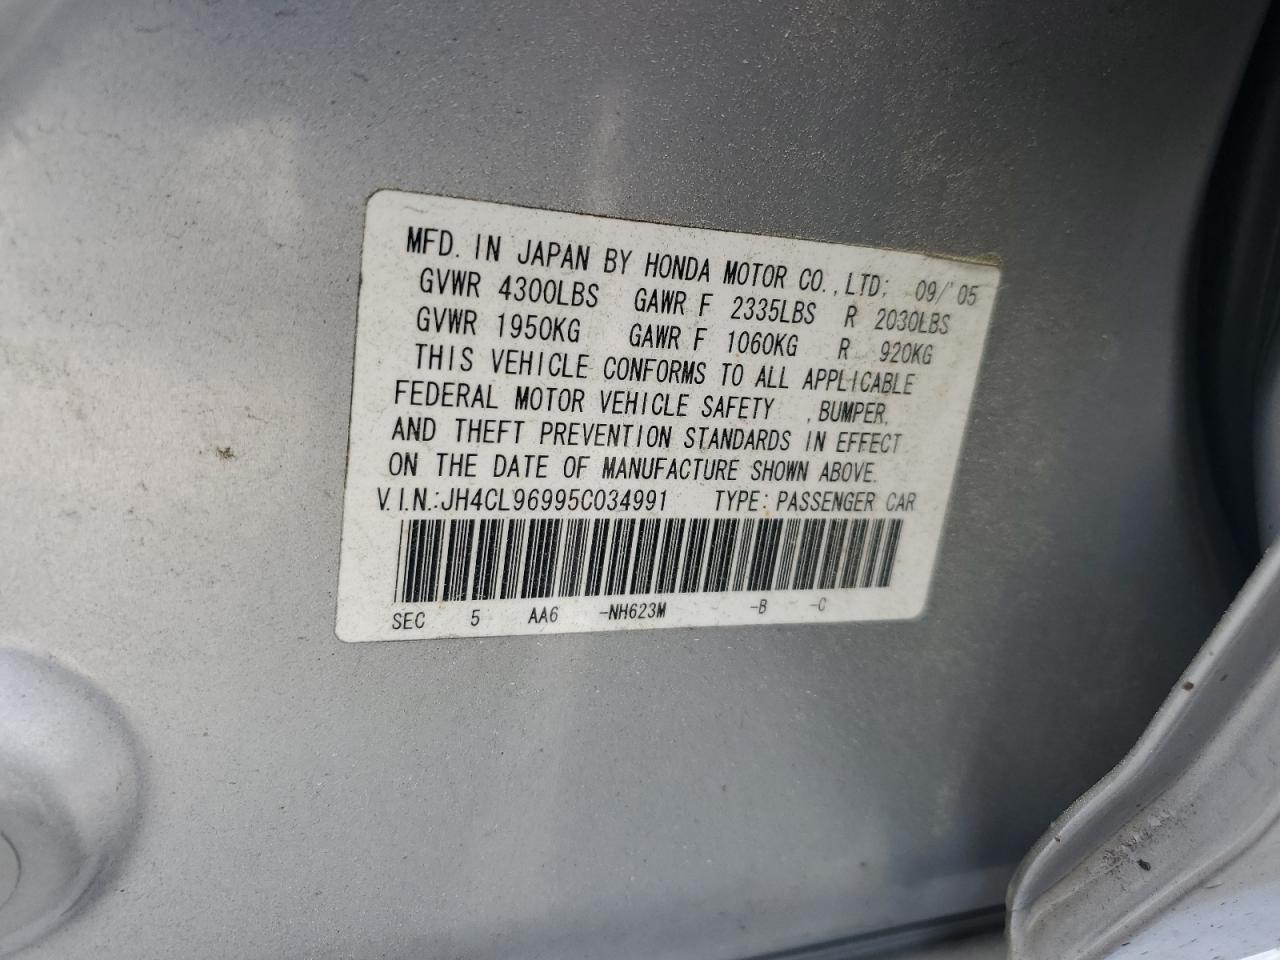 MFD. IN JAPAN BY HONDA MOTOR CO.,LTD; 09/'05
GVWR 4300LBS GAWR F 2335LBS R 2030LBS
GVWR 1950KG GAWR F 1060KG R 920KG
THIS VEHICLE CONFORMS TO ALL APPLICABLE
FEDERAL MOTOR VEHICLE SAFETY , BUMPER,
AND THEFT PREVENTION STANDARDS IN EFFECT
ON THE DATE OF MANUFACTURE SHOWN ABOVE.
V.I.N.:JH4CL96995C034991 TYPE: PASSENGER CAR
SEC 5 AA6 -NH623M -B -C